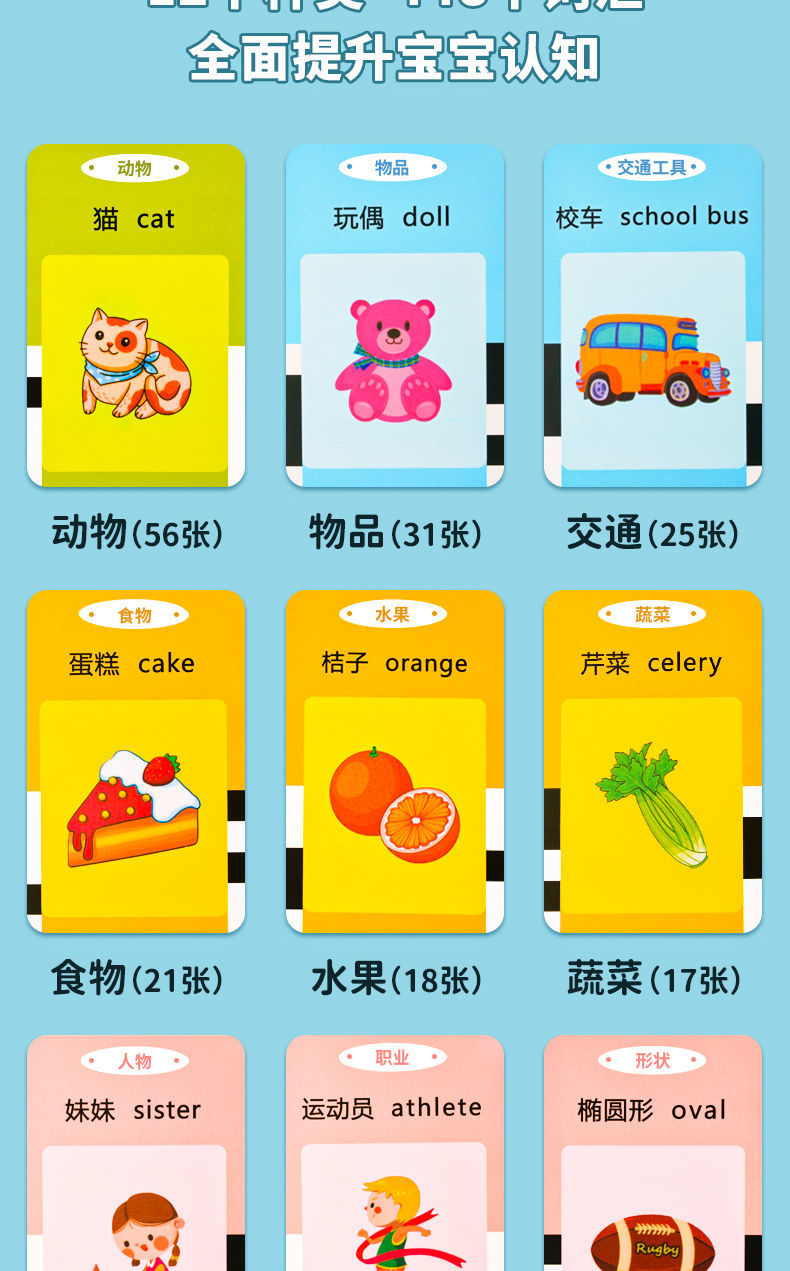 全面提升宝宝认知
动物
猫 cat
物品
玩偶 doll
交通工具
校车 school bus
动物(56张)
物品(31张)
交通(25张)
食物
蛋糕 cake
水果
桔子 orange
蔬菜
芹菜 celery
食物(21张)
水果(18张)
蔬菜(17张)
人物
妹妹 sister
职业
运动员 athlete
形状
椭圆形 oval
Rugby